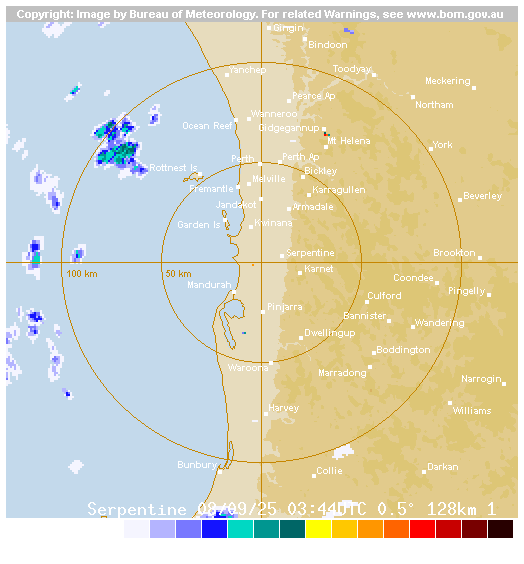 Copyright: Image by Bureau of Meteorology. For related Warnings, see www.bom.gov.au
Gingin
Bindoon
Yanchep
Toodyay
Meckering
Pearce Ap
Northam
Wanneroo
Ocean Reef
Gidgegannup
Mt Helena
York
Perth
Perth Ap
Rottnest Is
Bickley
Melville
Fremantle
Karragullen
Jandakot
Armadale
Beverley
Garden Is
Kwinana
Serpentine
Brookton
100 km
50 km
Karnet
Coondee
Mandurah
Cufford
Pingelly
Pinjarra
Bannister
Wandering
Dwellingup
Boddington
Waroona
Marradong
Narrogin
Harvey
Williams
Bunbury
Collie
Darkan
Serpentine 09/09/25 03:44UTC 0.5° 128km 1